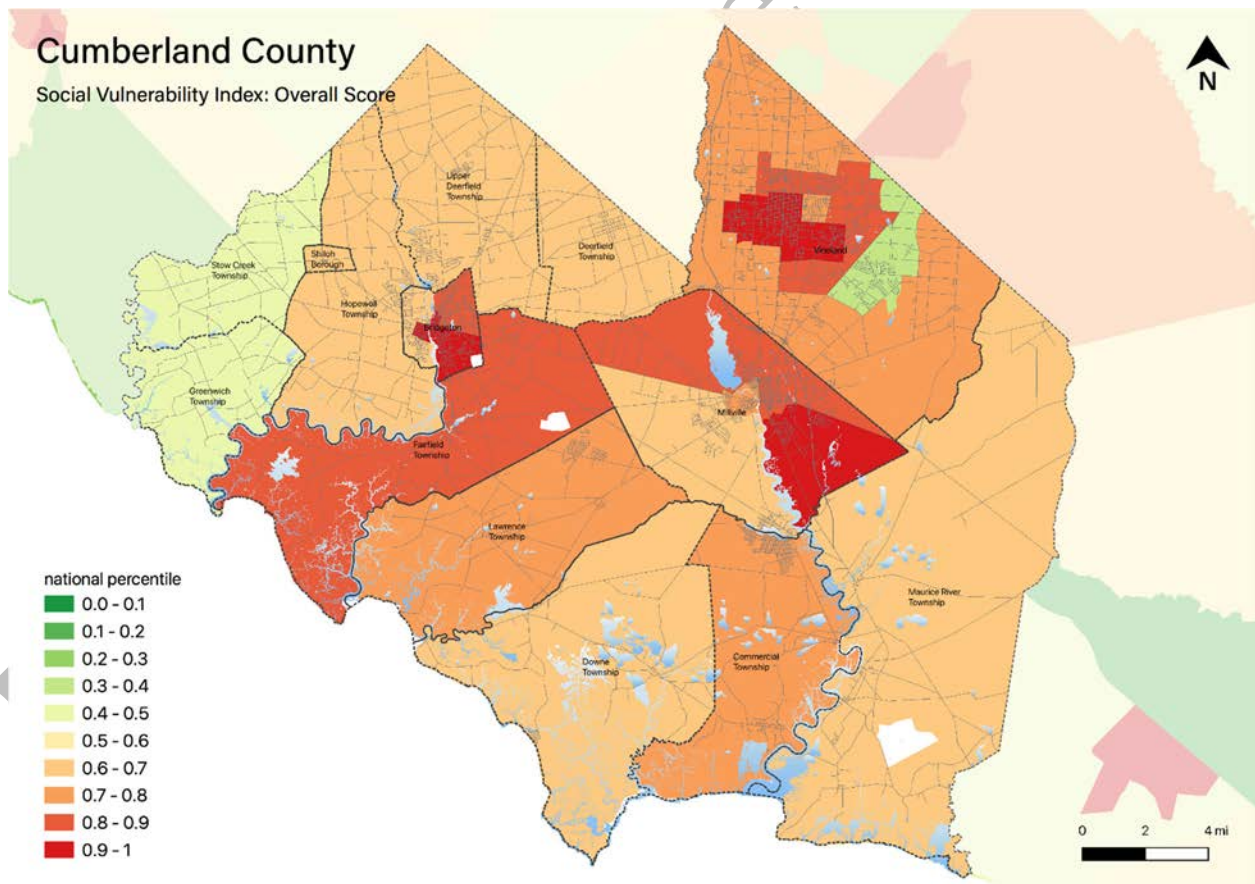 Cumberland County
Social Vulnerability Index: Overall Score
N
Upper
Deerfield
Township
Deerfield
Township
Vineland
Shiloh
Borough
Stow Creek
Township
Hopewell
Township
Bridgeton
Greenwich
Township
Millville
Fairfield
Township
Lawrence
Township
Maurice River
Township
Downe
Township
Commercial
Township
national percentile
0.0 - 0.1
0.1 - 0.2
0.2 - 0.3
0.3 - 0.4
0.4 - 0.5
0.5 - 0.6
0.6 - 0.7
0.7 - 0.8
0.8 - 0.9
0.9 - 1
0 2 4 mi